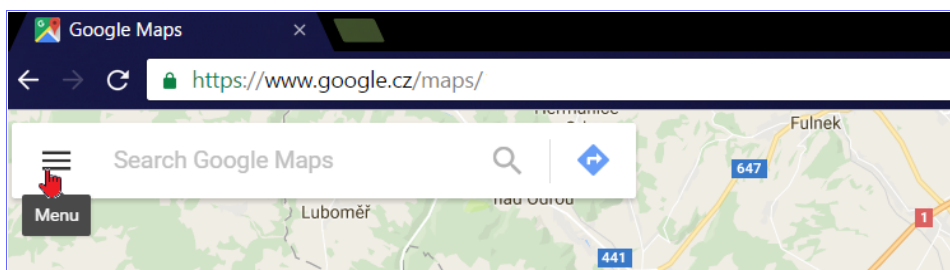 Google Maps
https://www.google.cz/maps/
Fulnek
Search Google Maps
647
Menu
nad Odrou
Luboměř
1
441